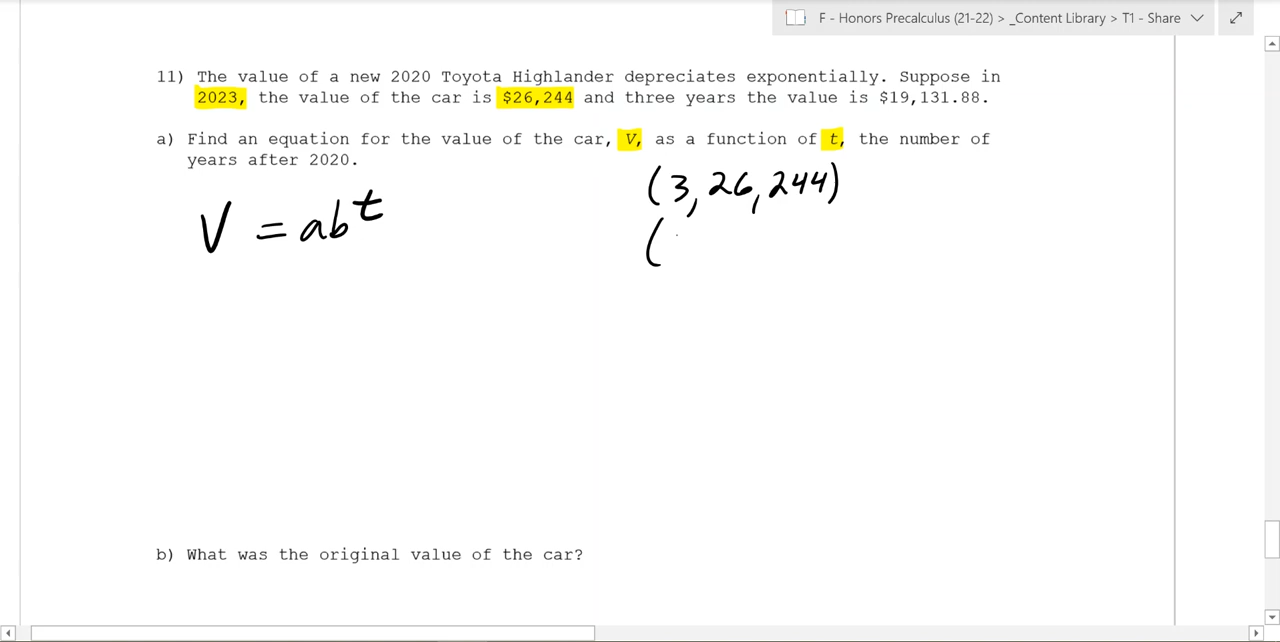 F - Honors Precalculus (21-22) > _Content Library > T1 - Share
11) The value of a new 2020 Toyota Highlander depreciates exponentially. Suppose in
2023, the value of the car is $26,244 and three years the value is $19,131.88.
a) Find an equation for the value of the car, V, as a function of t, the number of
years after 2020.
(3, 26,244)
V = ab^t
(
b) What was the original value of the car?